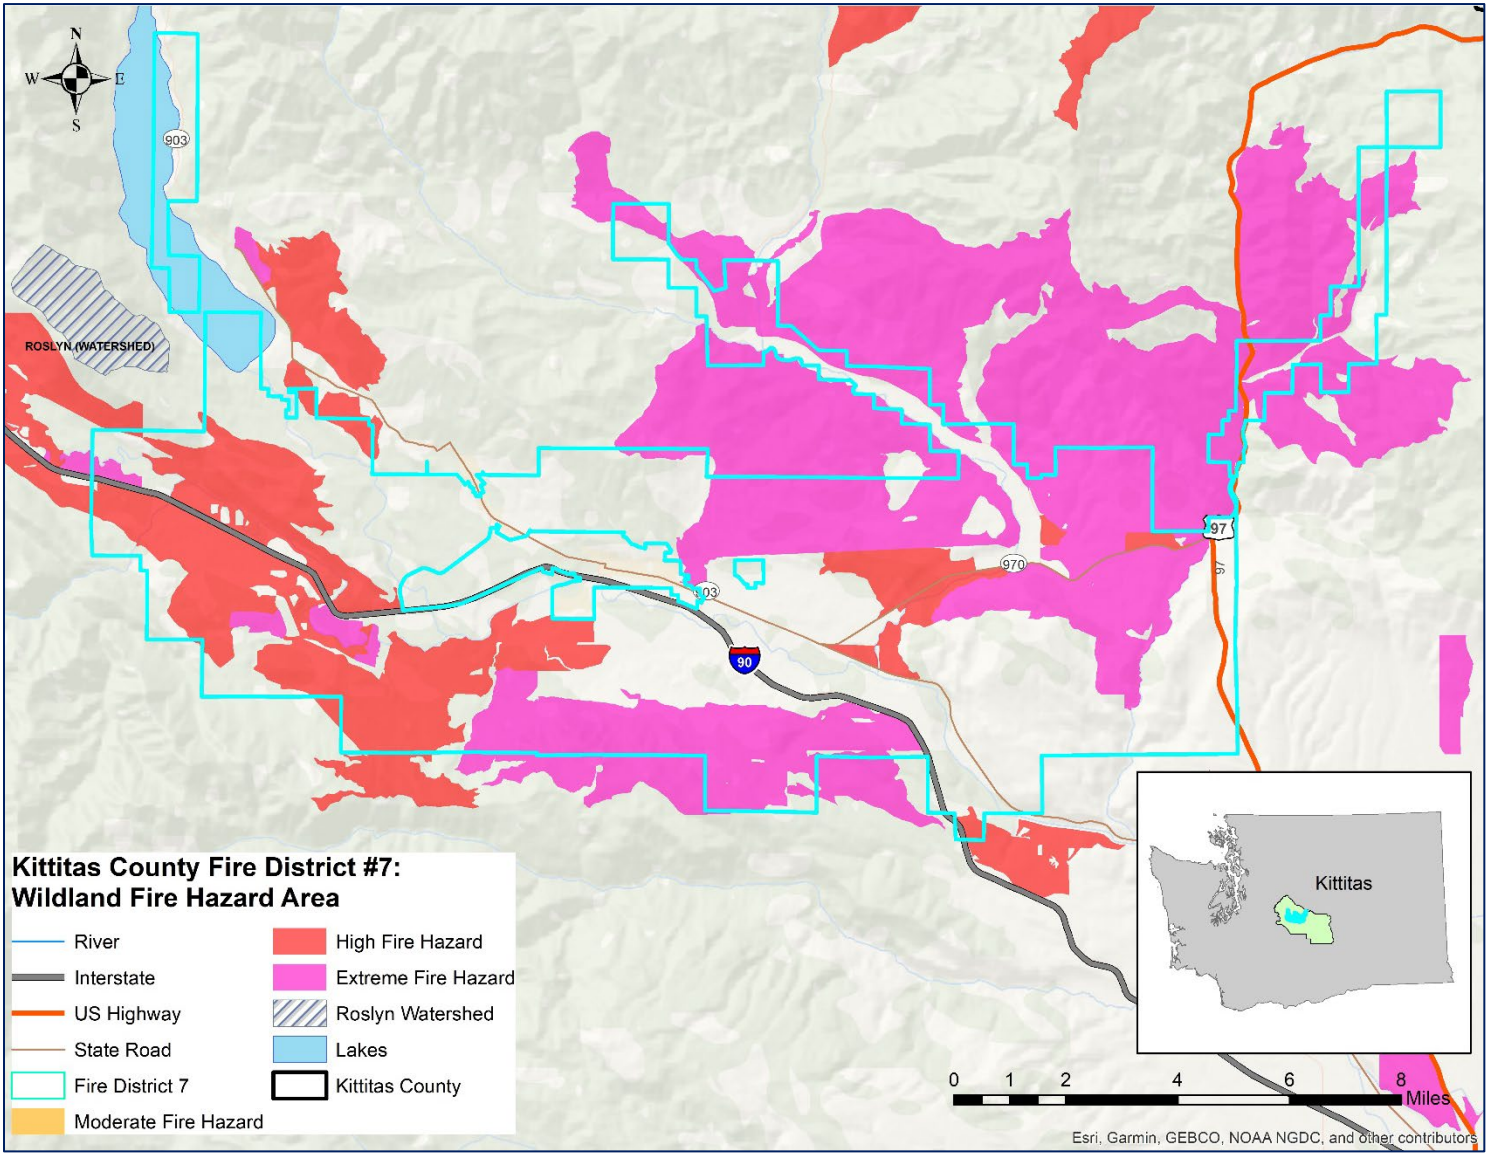 N
W
E
S
903
ROSLYN (WATERSHED)
97
97
970
903
90
Kittitas County Fire District #7:
Wildland Fire Hazard Area
River
Interstate
US Highway
State Road
Fire District 7
Moderate Fire Hazard
High Fire Hazard
Extreme Fire Hazard
Roslyn Watershed
Lakes
Kittitas County
Kittitas
0 1 2 4 6 8
Miles
Esri, Garmin, GEBCO, NOAA NGDC, and other contributors